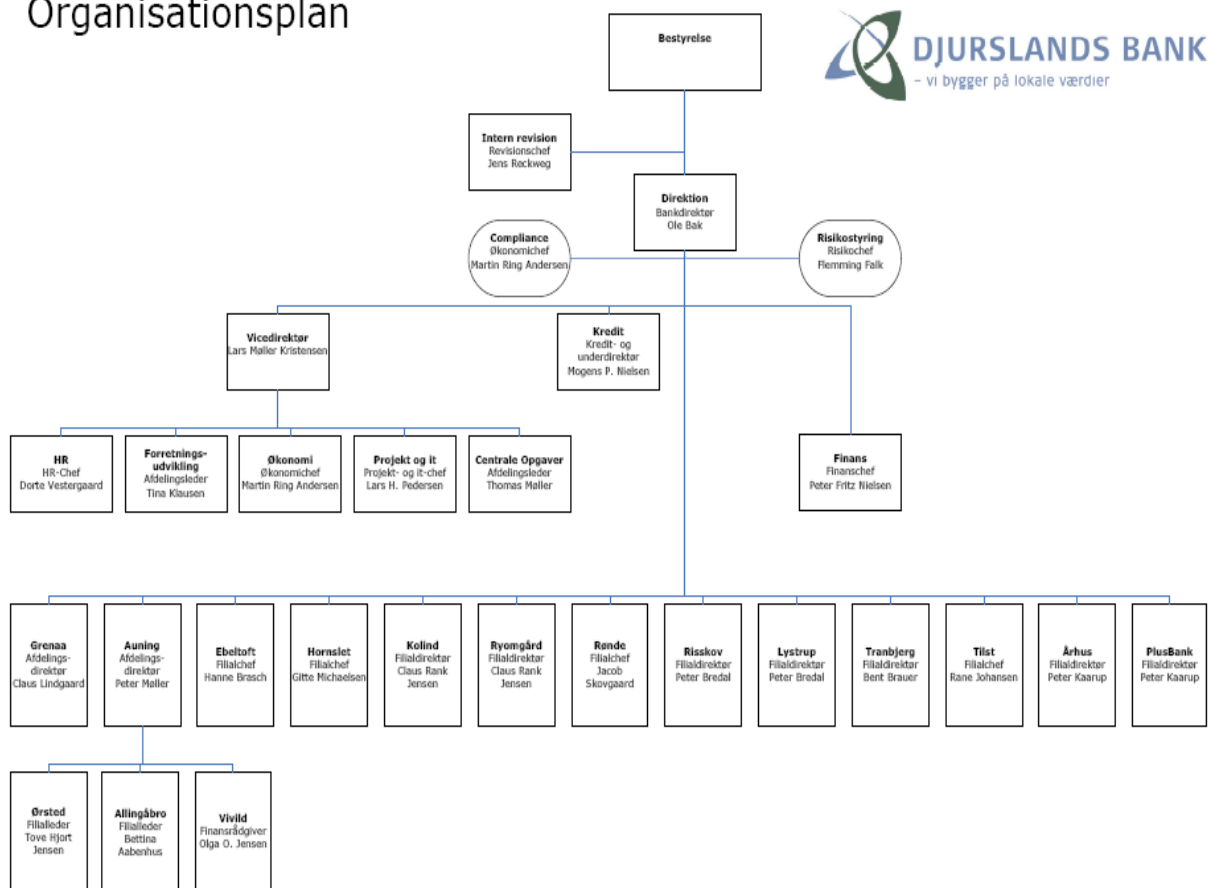 Organisationsplan
DJURSLANDS BANK
– vi bygger på lokale værdier
Bestyrelse
Intern revision
Revisionschef
Jens Reckweg
Direktion
Bankdirektør
Ole Bak
Compliance
Økonomichef
Martin Ring Andersen
Risikostyring
Risikochef
Flemming Falk
Vicedirektør
Lars Møller Kristensen
Kredit
Kredit- og
underdirektør
Mogens P. Nielsen
HR
HR-Chef
Dorte Vestergaard
Forretnings-
udvikling
Afdelingsleder
Tina Klausen
Økonomi
Økonomichef
Martin Ring Andersen
Projekt og it
Projekt- og it-chef
Lars H. Pedersen
Centrale Opgaver
Afdelingsleder
Thomas Møller
Finans
Finanschef
Peter Fritz Nielsen
Grenaa
Afdelings-
direktør
Claus Lindgaard
Auning
Afdelings-
direktør
Peter Møller
Ebeltoft
Filialchef
Hanne Brasch
Hornslet
Filialchef
Gitte Michaelsen
Kolind
Filialdirektør
Claus Rank
Jensen
Ryomgård
Filialdirektør
Claus Rank
Jensen
Rønde
Filialchef
Jacob
Skovgaard
Risskov
Filialdirektør
Peter Bredal
Lystrup
Filialdirektør
Peter Bredal
Tranbjerg
Filialdirektør
Bent Brauer
Tilst
Filialchef
Rane Johansen
Århus
Filialdirektør
Peter Kaarup
PlusBank
Filialdirektør
Peter Kaarup
Ørsted
Filialleder
Tove Hjort
Jensen
Allingåbro
Filialleder
Bettina
Aabenhus
Vivild
Finansrådgiver
Olga O. Jensen